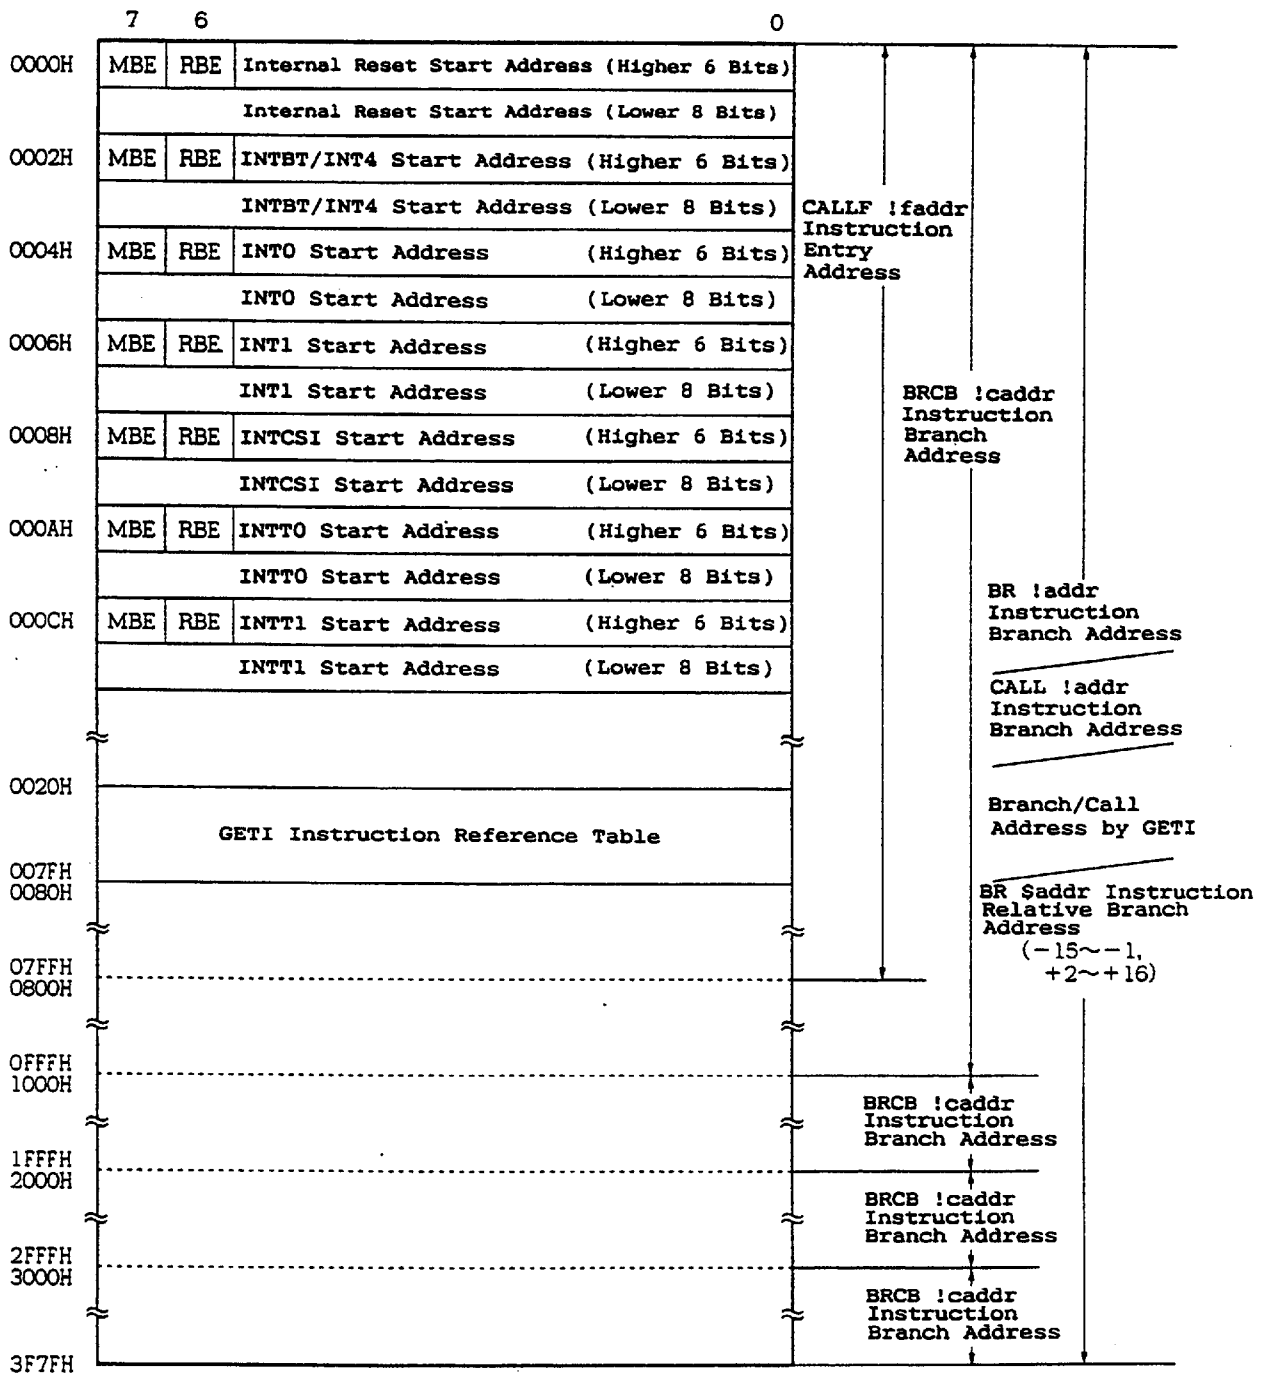 7 6 0
0000H MBE RBE Internal Reset Start Address (Higher 6 Bits)
Internal Reset Start Address (Lower 8 Bits)
0002H MBE RBE INTBT/INT4 Start Address (Higher 6 Bits)
INTBT/INT4 Start Address (Lower 8 Bits)
0004H MBE RBE INT0 Start Address (Higher 6 Bits)
INT0 Start Address (Lower 8 Bits)
0006H MBE RBE INT1 Start Address (Higher 6 Bits)
INT1 Start Address (Lower 8 Bits)
0008H MBE RBE INTCSI Start Address (Higher 6 Bits)
INTCSI Start Address (Lower 8 Bits)
000AH MBE RBE INTT0 Start Address (Higher 6 Bits)
INTT0 Start Address (Lower 8 Bits)
000CH MBE RBE INTT1 Start Address (Higher 6 Bits)
INTT1 Start Address (Lower 8 Bits)
0020H
GETI Instruction Reference Table
007FH
0080H
07FFH
0800H
0FFFH
1000H
1FFFH
2000H
2FFFH
3000H
3F7FH
CALLF !faddr
Instruction
Entry
Address
BRCB !caddr
Instruction
Branch
Address
BR !addr
Instruction
Branch Address
CALL !addr
Instruction
Branch Address
Branch/Call
Address by GETI
BR $addr Instruction
Relative Branch
Address
(−15~−1,
+2~+16)
BRCB !caddr
Instruction
Branch Address
BRCB !caddr
Instruction
Branch Address
BRCB !caddr
Instruction
Branch Address